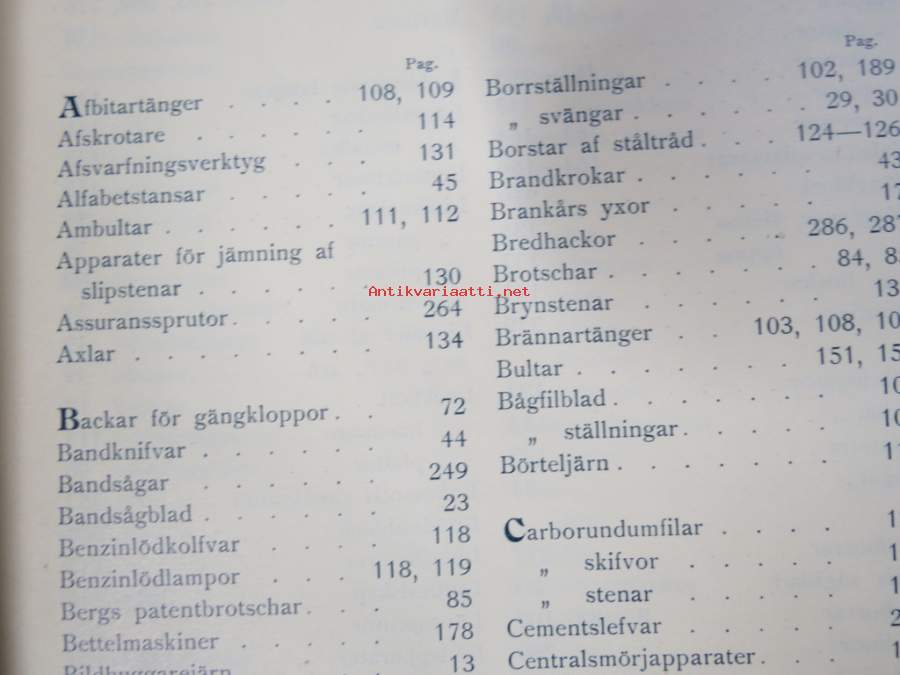 Pag.
Afbitartänger . . . . 108, 109
Afskrotare . . . . . . 114
Afsvarfningsverktyg . . . 131
Alfabetstansar . . . . . 45
Ambultar . . . . . . 111, 112
Apparater för jämning af
slipstenar . . . . . . 130
Assuranssprutor . . . . . 264
Axlar . . . . . . . . 134
Backar för gängkloppor . . 72
Bandknifvar . . . . . . 44
Bandsågar . . . . . . 249
Bandsågblad . . . . . . 23
Benzinlödkolfvar . . . . 118
Benzinlödlampor . . . . 118, 119
Bergs patentbrotschar . . . 85
Bettelmaskiner . . . . . 178
Bildhuggarejärn 13
Pag.
Borrställningar . . . . 102, 189
„ svängar . . . . . . 29, 30
Borstar af ståltråd . . . 124—126
Brandkrokar . . . . . . 43
Brankårs yxor . . . . .
Bredhackor . . . . . . 286,
Brotschar . . . . . . 84,
Brynstenar . . . . . .
Brännartänger . . 103, 108,
Bultar . . . . . . . 151,
Bågfilblad . . . . . .
„ ställningar . . . . .
Börteljärn . . . . . . .
Carborundumfilar . . . .
„ skifvor . . . . .
„ stenar . . . . .
Cementslefvar . . . . .
Centralsmörjapparater . . .
Antikvariaatti.net